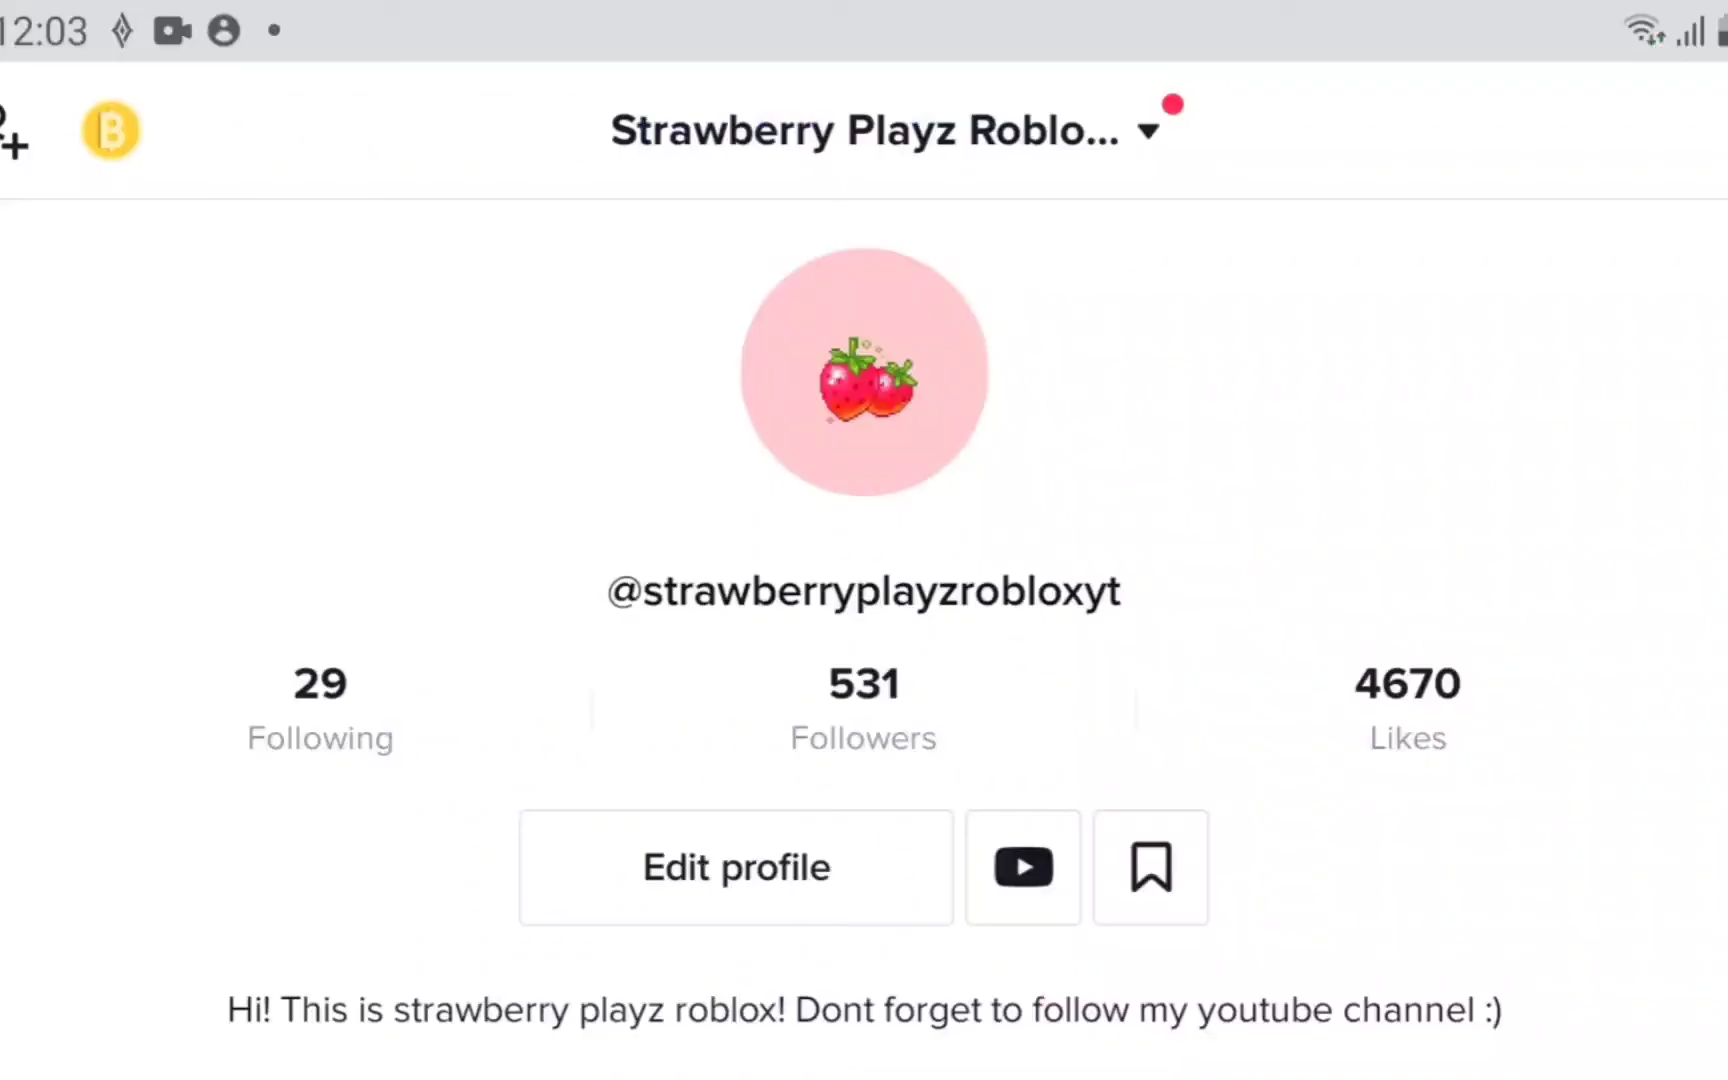 12:03
Strawberry Playz Roblo...
@strawberryplayzrobloxyt
29
Following
531
Followers
4670
Likes
Edit profile
Hi! This is strawberry playz roblox! Dont forget to follow my youtube channel :)